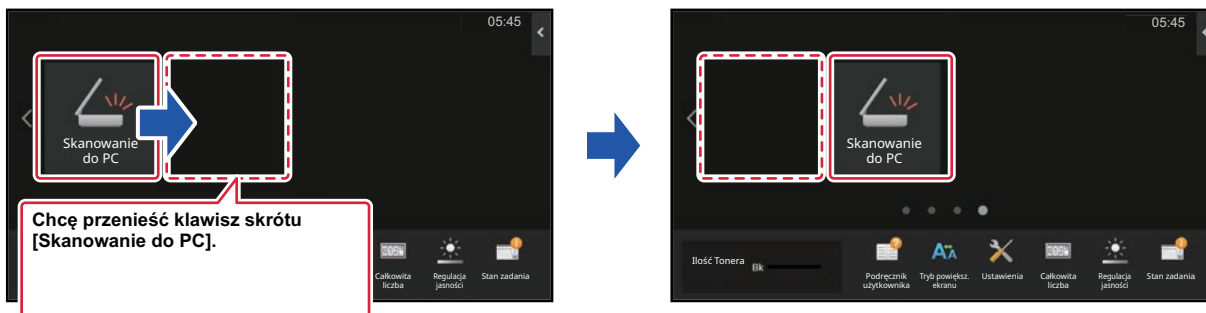 05:45
Skanowanie
do PC
Chcę przenieść klawisz skrótu
[Skanowanie do PC].
Całkowita
liczba
Regulacja
jasności
Stan zadania
05:45
Skanowanie
do PC
Ilość Tonera
Bk
Podręcznik
użytkownika
Tryb powiększ.
ekranu
Ustawienia
Całkowita
liczba
Regulacja
jasności
Stan zadania